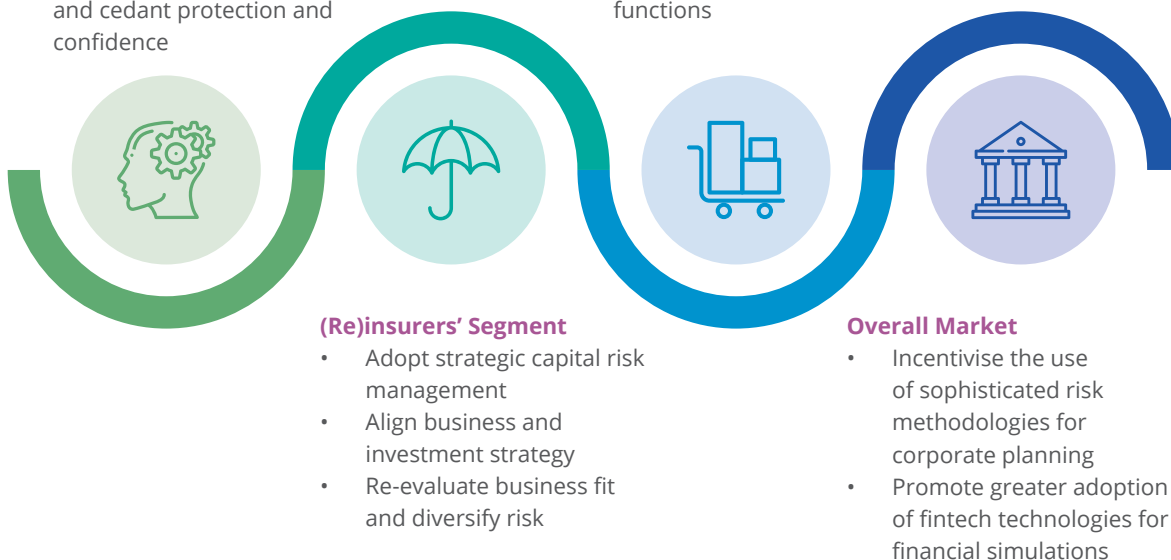 and cedant protection and
confidence
functions
(Re)insurers’ Segment
• Adopt strategic capital risk
management
• Align business and
investment strategy
• Re-evaluate business fit
and diversify risk
Overall Market
• Incentivise the use
of sophisticated risk
methodologies for
corporate planning
• Promote greater adoption
of fintech technologies for
financial simulations